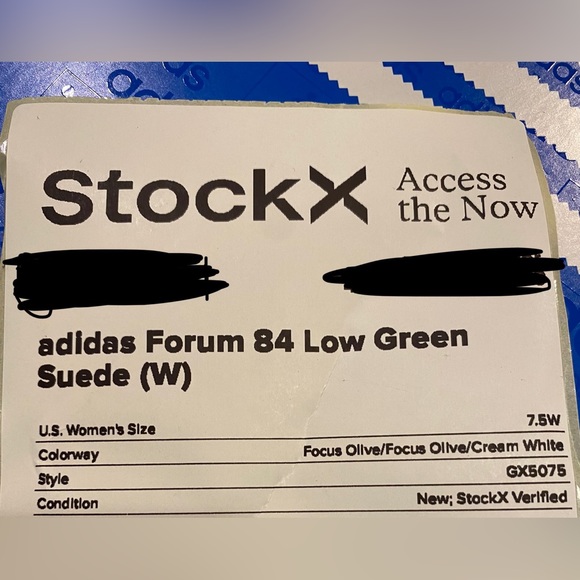 adidas
StockX
Access
the Now
adidas Forum 84 Low Green
Suede (W)
U.S. Women's Size 7.5W
Colorway Focus Olive/Focus Olive/Cream White
Style GX5075
Condition New; StockX Verified